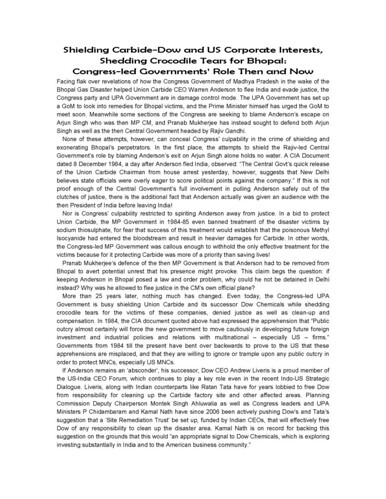 Shielding Carbide-Dow and US Corporate Interests,
Shedding Crocodile Tears for Bhopal:
Congress-led Governments' Role Then and Now
Facing flak over revelations of how the Congress Government of Madhya Pradesh in the wake of the
Bhopal Gas Disaster helped Union Carbide CEO Warren Anderson to flee India and evade justice, the
Congress party and UPA Government are in damage control mode. The UPA Government has set up
a GoM to look into remedies for Bhopal victims, and the Prime Minister himself has urged the GoM to
meet soon. Meanwhile some sections of the Congress are seeking to blame Anderson's escape on
Arjun Singh who was then MP CM, and Pranab Mukherjee has instead sought to defend both Arjun
Singh as well as the then Central Government headed by Rajiv Gandhi.
None of these attempts, however, can conceal Congress' culpability in the crime of shielding and
exonerating Bhopal's perpetrators. In the first place, the attempts to shield the Rajiv-led Central
Government's role by blaming Anderson's exit on Arjun Singh alone holds no water. A CIA Document
dated 8 December 1984, a day after Anderson fled India, observed: "The Central Govt's quick release
of the Union Carbide Chairman from house arrest yesterday, however, suggests that New Delhi
believes state officials were overly eager to score political points against the company." If this is not
proof enough of the Central Government's full involvement in pulling Anderson safely out of the
clutches of justice, there is the additional fact that Anderson actually was given an audience with the
then President of India before leaving India!
Nor is Congress' culpability restricted to spiriting Anderson away from justice. In a bid to protect
Union Carbide, the MP Government in 1984-85 even banned treatment of the disaster victims by
sodium thiosulphate, for fear that success of this treatment would establish that the poisonous Methyl
Isocyanide had entered the bloodstream and result in heavier damages for Carbide. In other words,
the Congress-led MP Government was callous enough to withhold the only effective treatment for the
victims because for it protecting Carbide was more of a priority than saving lives!
Pranab Mukherjee's defence of the then MP Government is that Anderson had to be removed from
Bhopal to avert potential unrest that his presence might provoke. This claim begs the question: if
keeping Anderson in Bhopal posed a law and order problem, why could he not be detained in Delhi
instead? Why was he allowed to flee justice in the CM's own official plane?
More than 25 years later, nothing much has changed. Even today, the Congress-led UPA
Government is busy shielding Union Carbide and its successor Dow Chemicals while shedding
crocodile tears for the victims of these companies, denied justice as well as clean-up and
compensation. In 1984, the CIA document quoted above had expressed the apprehension that "Public
outcry almost certainly will force the new government to move cautiously in developing future foreign
investment and industrial policies and relations with multinational – especially US – firms."
Governments from 1984 till the present have bent over backwards to prove to the US that these
apprehensions are misplaced, and that they are willing to ignore or trample upon any public outcry in
order to protect MNCs, especially US MNCs.
If Anderson remains an 'absconder', his successor, Dow CEO Andrew Liveris is a proud member of
the US-India CEO Forum, which continues to play a key role even in the recent Indo-US Strategic
Dialogue. Liveris, along with Indian counterparts like Ratan Tata have for years lobbied to free Dow
from responsibility for cleaning up the Carbide factory site and other affected areas. Planning
Commission Deputy Chairperson Montek Singh Ahluwalia as well as Congress leaders and UPA
Ministers P Chidambaram and Kamal Nath have since 2006 been actively pushing Dow's and Tata's
suggestion that a 'Site Remediation Trust' be set up, funded by Indian CEOs, that will effectively free
Dow of any responsibility to clean up the disaster area. Kamal Nath is on record for backing this
suggestion on the grounds that this would "an appropriate signal to Dow Chemicals, which is exploring
investing substantially in India and to the American business community."